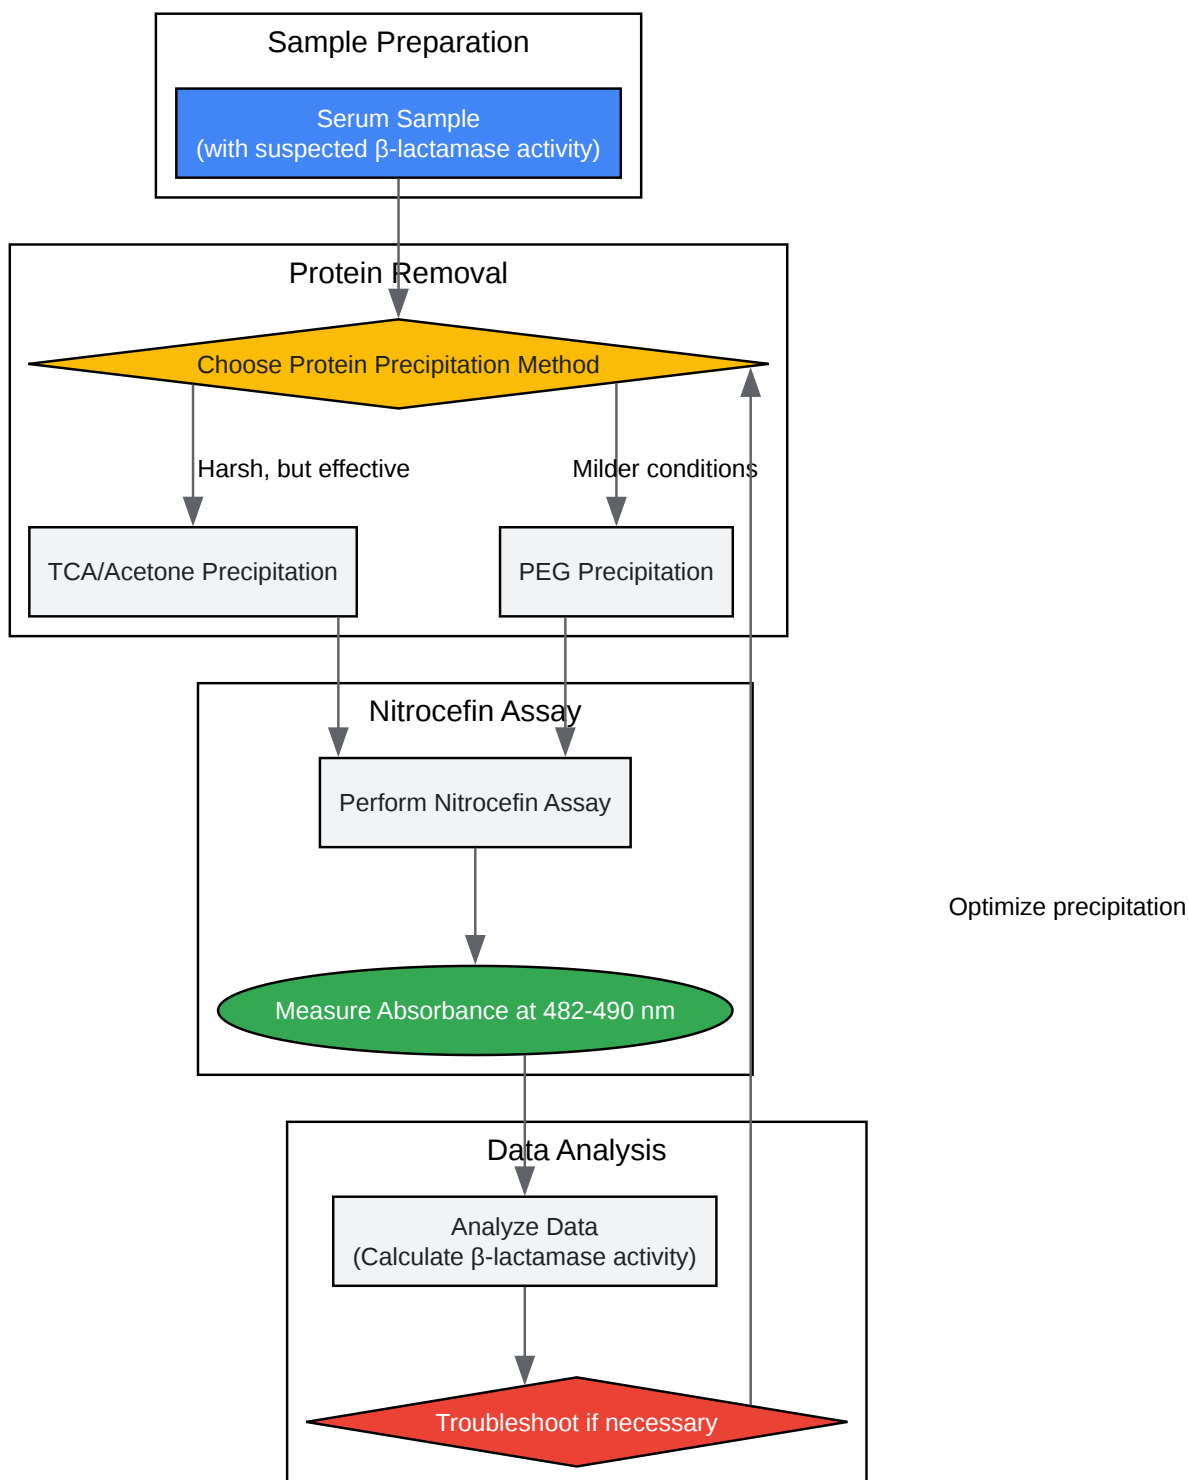 Sample Preparation
Serum Sample
(with suspected β-lactamase activity)
Protein Removal
Choose Protein Precipitation Method
Harsh, but effective
Milder conditions
TCA/Acetone Precipitation
PEG Precipitation
Nitrocefin Assay
Perform Nitrocefin Assay
Optimize precipitation
Measure Absorbance at 482-490 nm
Data Analysis
Analyze Data
(Calculate β-lactamase activity)
Troubleshoot if necessary